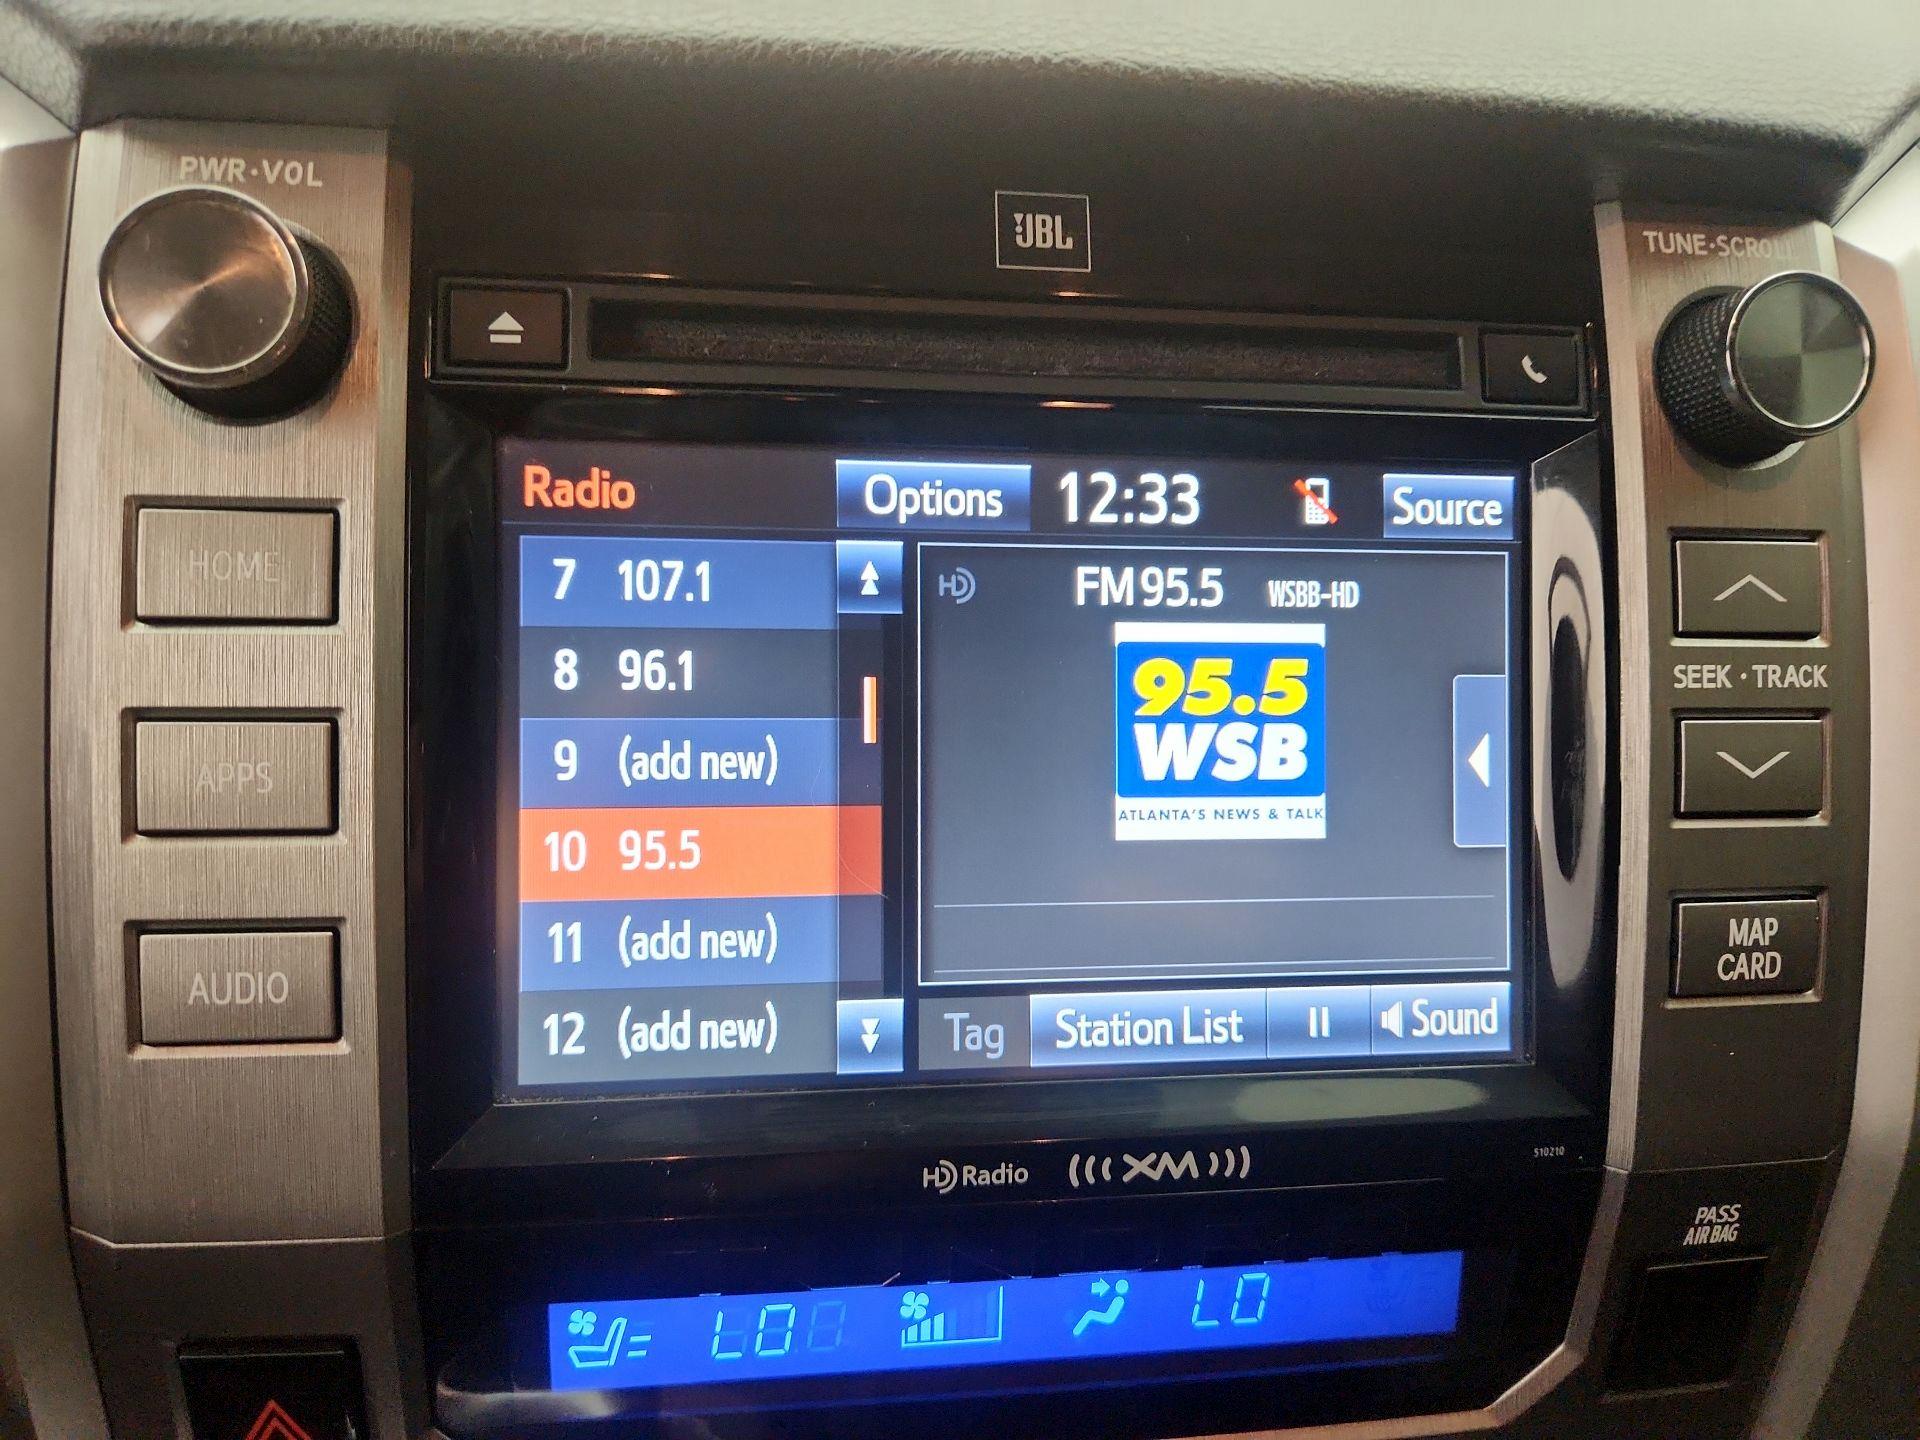 PWR·VOL
JBL
TUNE·SCROLL
Radio
Options
12:33
Source
HOME
7 107.1
8 96.1
9 (add new)
10 95.5
11 (add new)
12 (add new)
HD
FM 95.5 WSBB-HD
95.5
WSB
ATLANTA'S NEWS & TALK
SEEK · TRACK
APPS
MAP
CARD
AUDIO
Tag
Station List
Sound
HD Radio
((( XM )))
510210
PASS
AIR BAG
LO
LO